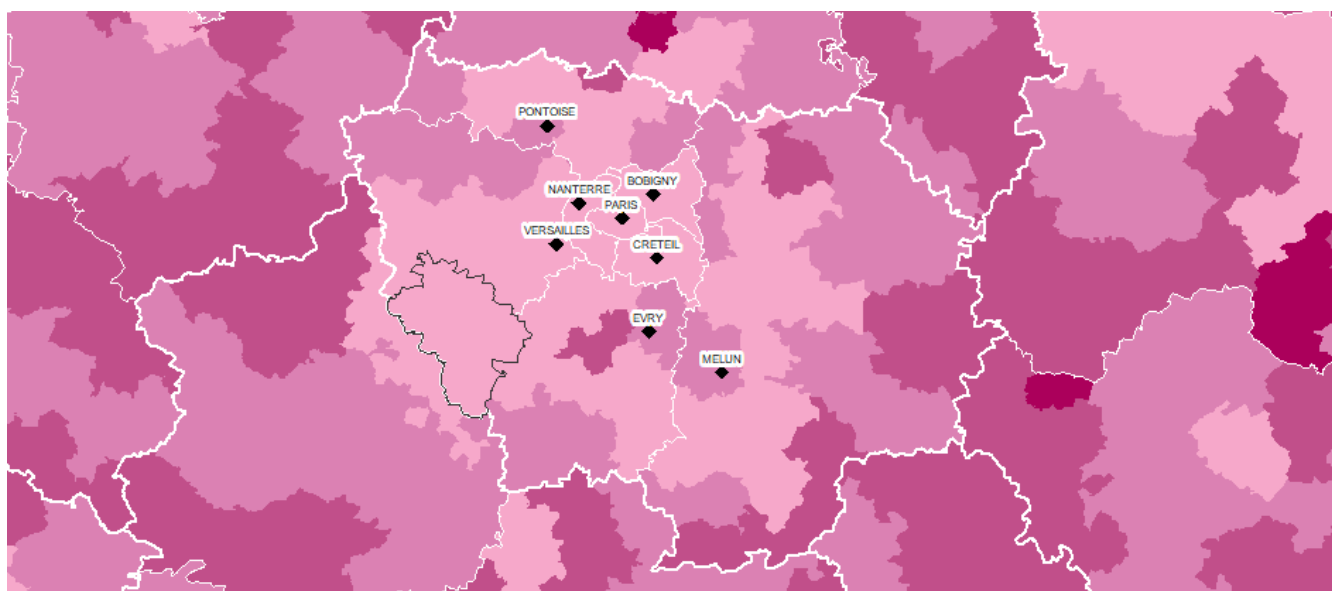 PONTOISE
NANTERRE
BOBIGNY
PARIS
VERSAILLES
CRETEIL
EVRY
MELUN